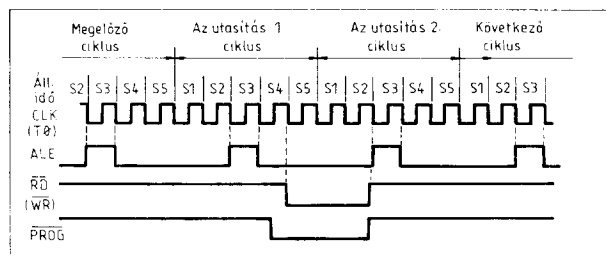 Megelőző ciklus
Az utasítás 1 ciklus
Az utasítás 2. ciklus
Következő ciklus
Áll. idő
S2 S3 S4 S5 S1 S2 S3 S4 S5 S1 S2 S3 S4 S5 S1 S2 S3
CLK (TØ)
ALE
RD
(WR)
PROG